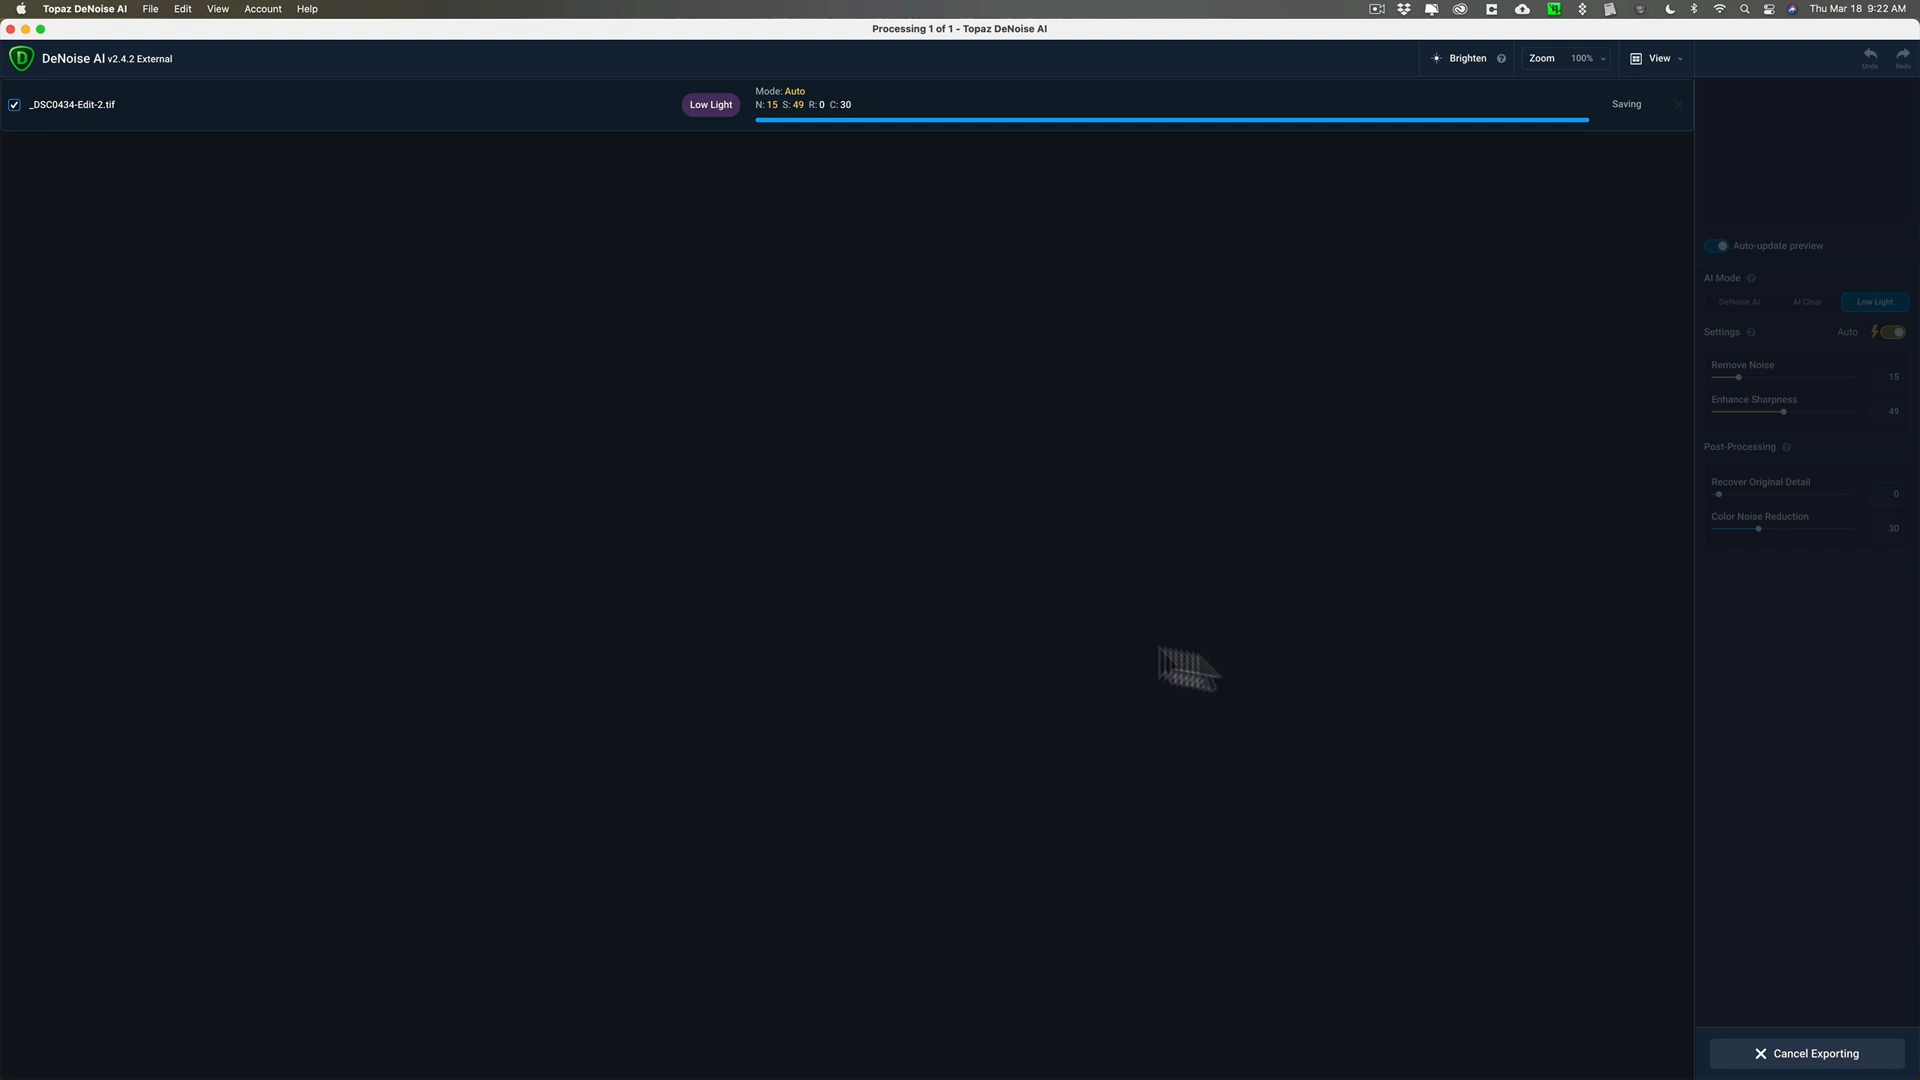 Topaz DeNoise AI File Edit View Account Help Thu Mar 18 9:22 AM
Processing 1 of 1 - Topaz DeNoise AI
DeNoise AI v2.4.2 External Brighten Zoom 100% View Undo Redo
_DSC0434-Edit-2.tif Low Light Mode: Auto Saving
N: 15 S: 49 R: 0 C: 30
Auto-update preview
AI Mode
DeNoise AI AI Clear Low Light
Settings Auto
Remove Noise
15
Enhance Sharpness
49
Post-Processing
Recover Original Detail
0
Color Noise Reduction
30
Cancel Exporting